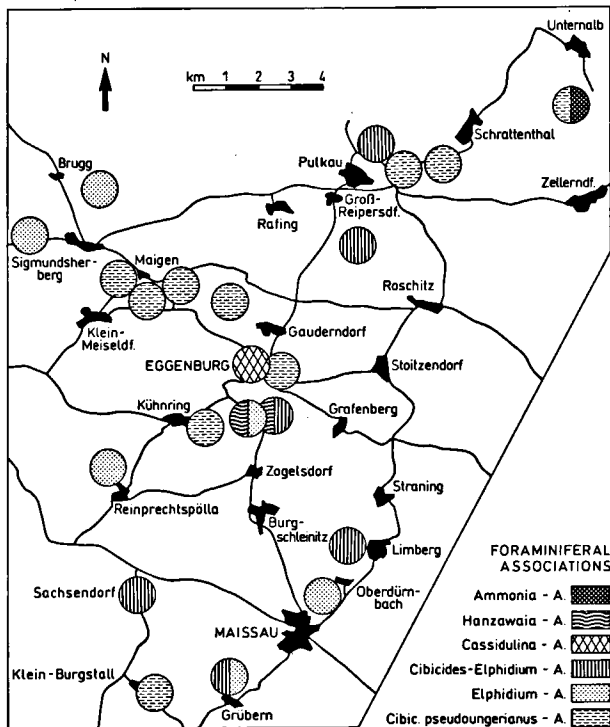 Unternalb
N
km 1 2 3 4
Schrattenthal
Pulkau
Brugg
Zellerndf.
Groß-
Reipersdf.
Rafing
Sigmundsher-
berg
Maigen
Roschitz
Klein-
Meiseldf.
Gauderndorf
EGGENBURG
Stoitzendorf
Kühnring
Grafenberg
Zogelsdorf
Straning
Reinprechtspölla
Burg-
schleinitz
Limberg
FORAMINIFERAL
ASSOCIATIONS
Sachsendorf
Oberdürn-
bach
Ammonia - A.
MAISSAU
Hanzawaia - A.
Cassidulina - A.
Cibicides-Elphidium - A.
Klein-Burgstall
Elphidium - A.
Grübern
Cibic. pseudoungerianus - A.